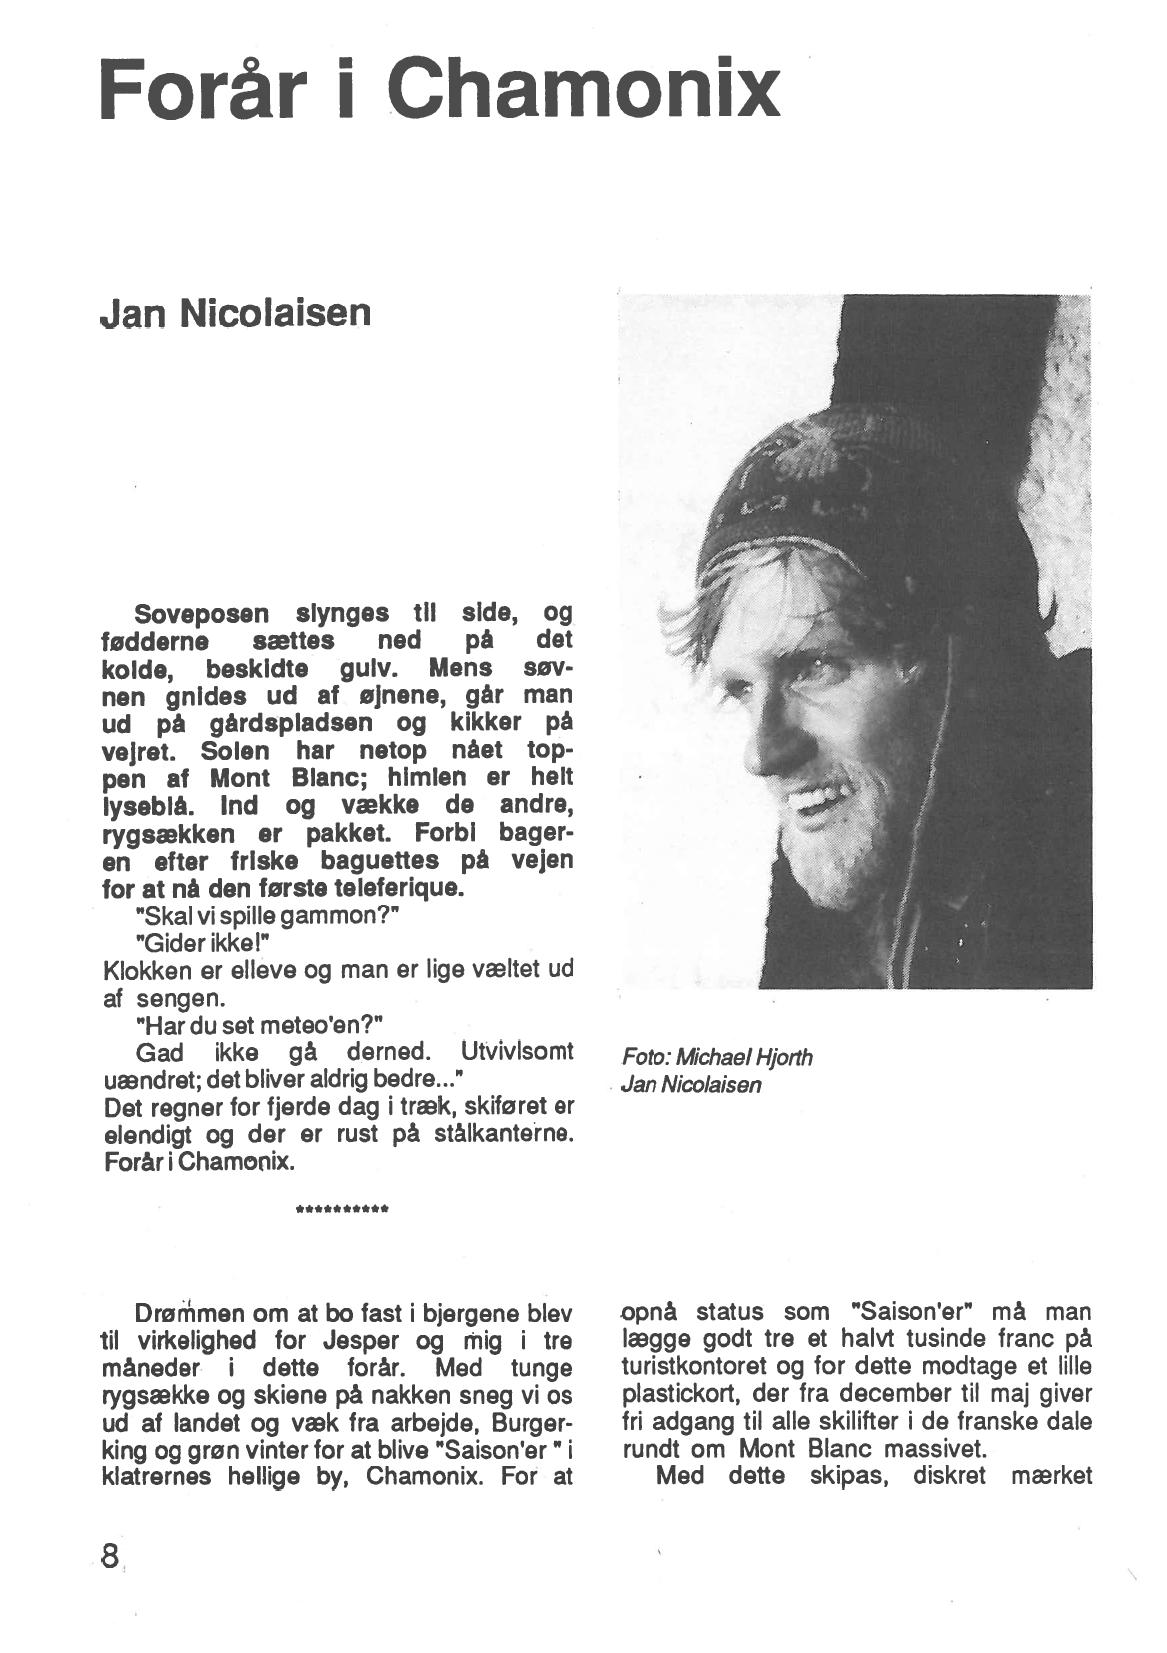 Forår i Chamonix
Jan Nicolaisen
Soveposen slynges til side, og
fødderne sættes ned på det
kolde, beskidte gulv. Mens søv-
nen gnides ud af øjnene, går man
ud på gårdspladsen og kikker på
vejret. Solen har netop nået top-
pen af Mont Blanc; himlen er helt
lyseblå. Ind og vække de andre,
rygsækken er pakket. Forbi bager-
en efter friske baguettes på vejen
for at nå den første teleferique.
"Skal vi spille gammon?"
"Gider ikke!"
Klokken er elleve og man er lige væltet ud
af sengen.
"Har du set meteo'en?"
Gad ikke gå derned. Utvivlsomt
uændret; det bliver aldrig bedre..."
Det regner for fjerde dag i træk, skiføret er
elendigt og der er rust på stålkanterne.
Forår i Chamonix.
**********
Foto: Michael Hjorth
Jan Nicolaisen
Drømmen om at bo fast i bjergene blev
til virkelighed for Jesper og mig i tre
måneder i dette forår. Med tunge
rygsække og skiene på nakken sneg vi os
ud af landet og væk fra arbejde, Burger-
king og grøn vinter for at blive "Saison'er " i
klatrernes hellige by, Chamonix. For at
opnå status som "Saison'er" må man
lægge godt tre et halvt tusinde franc på
turistkontoret og for dette modtage et lille
plastickort, der fra december til maj giver
fri adgang til alle skilifter i de franske dale
rundt om Mont Blanc massivet.
Med dette skipas, diskret mærket
8